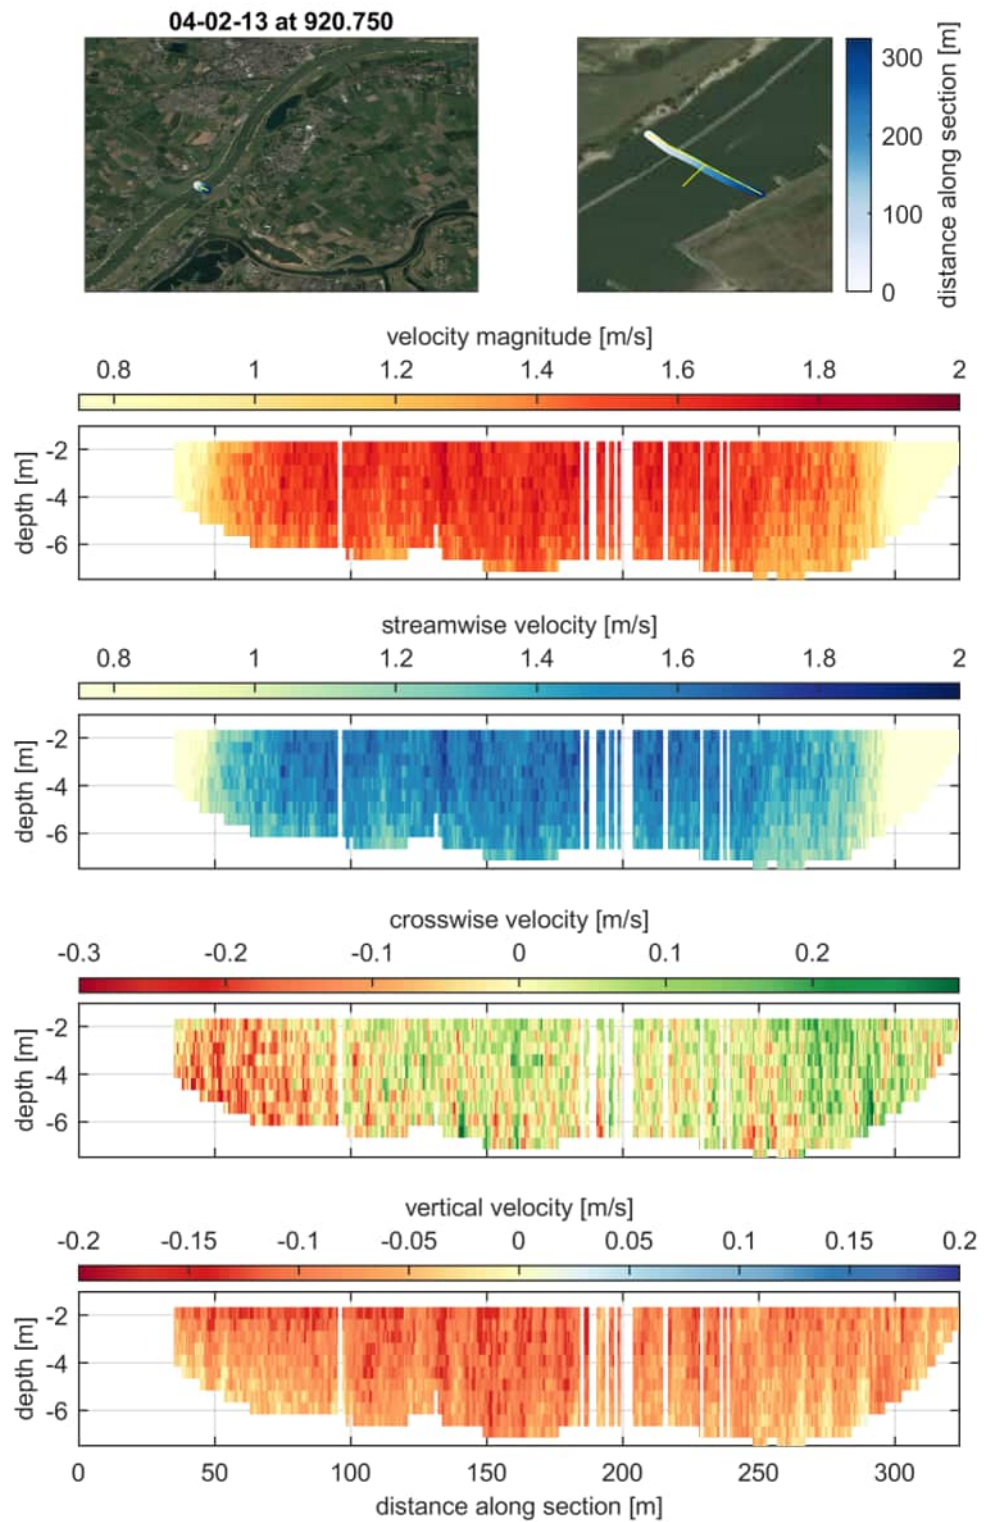 04-02-13 at 920.750
300
200
100
0
distance along section [m]
velocity magnitude [m/s]
0.8 1 1.2 1.4 1.6 1.8 2
-2
-4
-6
depth [m]
streamwise velocity [m/s]
0.8 1 1.2 1.4 1.6 1.8 2
-2
-4
-6
depth [m]
crosswise velocity [m/s]
-0.3 -0.2 -0.1 0 0.1 0.2
-2
-4
-6
depth [m]
vertical velocity [m/s]
-0.2 -0.15 -0.1 -0.05 0 0.05 0.1 0.15 0.2
-2
-4
-6
depth [m]
0 50 100 150 200 250 300
distance along section [m]